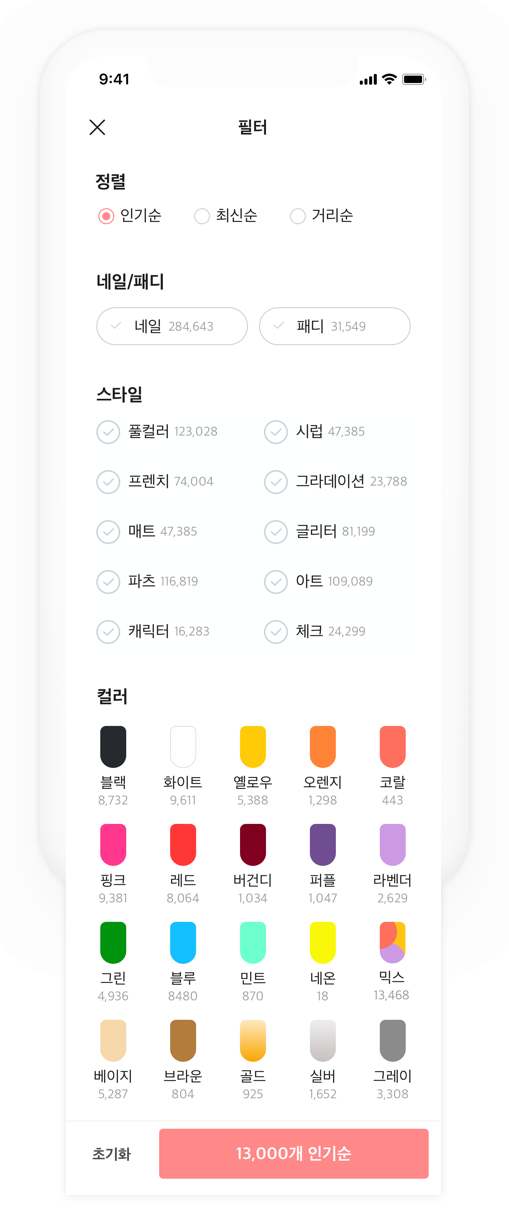 9:41
필터
정렬
인기순 최신순 거리순
네일/패디
네일 284,643 패디 31,549
스타일
풀컬러 123,028 시럽 47,385
프렌치 74,004 그라데이션 23,788
매트 47,385 글리터 81,199
파츠 116,819 아트 109,089
캐릭터 16,283 체크 24,299
컬러
블랙 화이트 옐로우 오렌지 코랄
8,732 9,611 5,388 1,298 443
핑크 레드 버건디 퍼플 라벤더
9,381 8,064 1,034 1,047 2,629
그린 블루 민트 네온 믹스
4,936 8480 870 18 13,468
베이지 브라운 골드 실버 그레이
5,287 804 925 1,652 3,308
초기화 13,000개 인기순